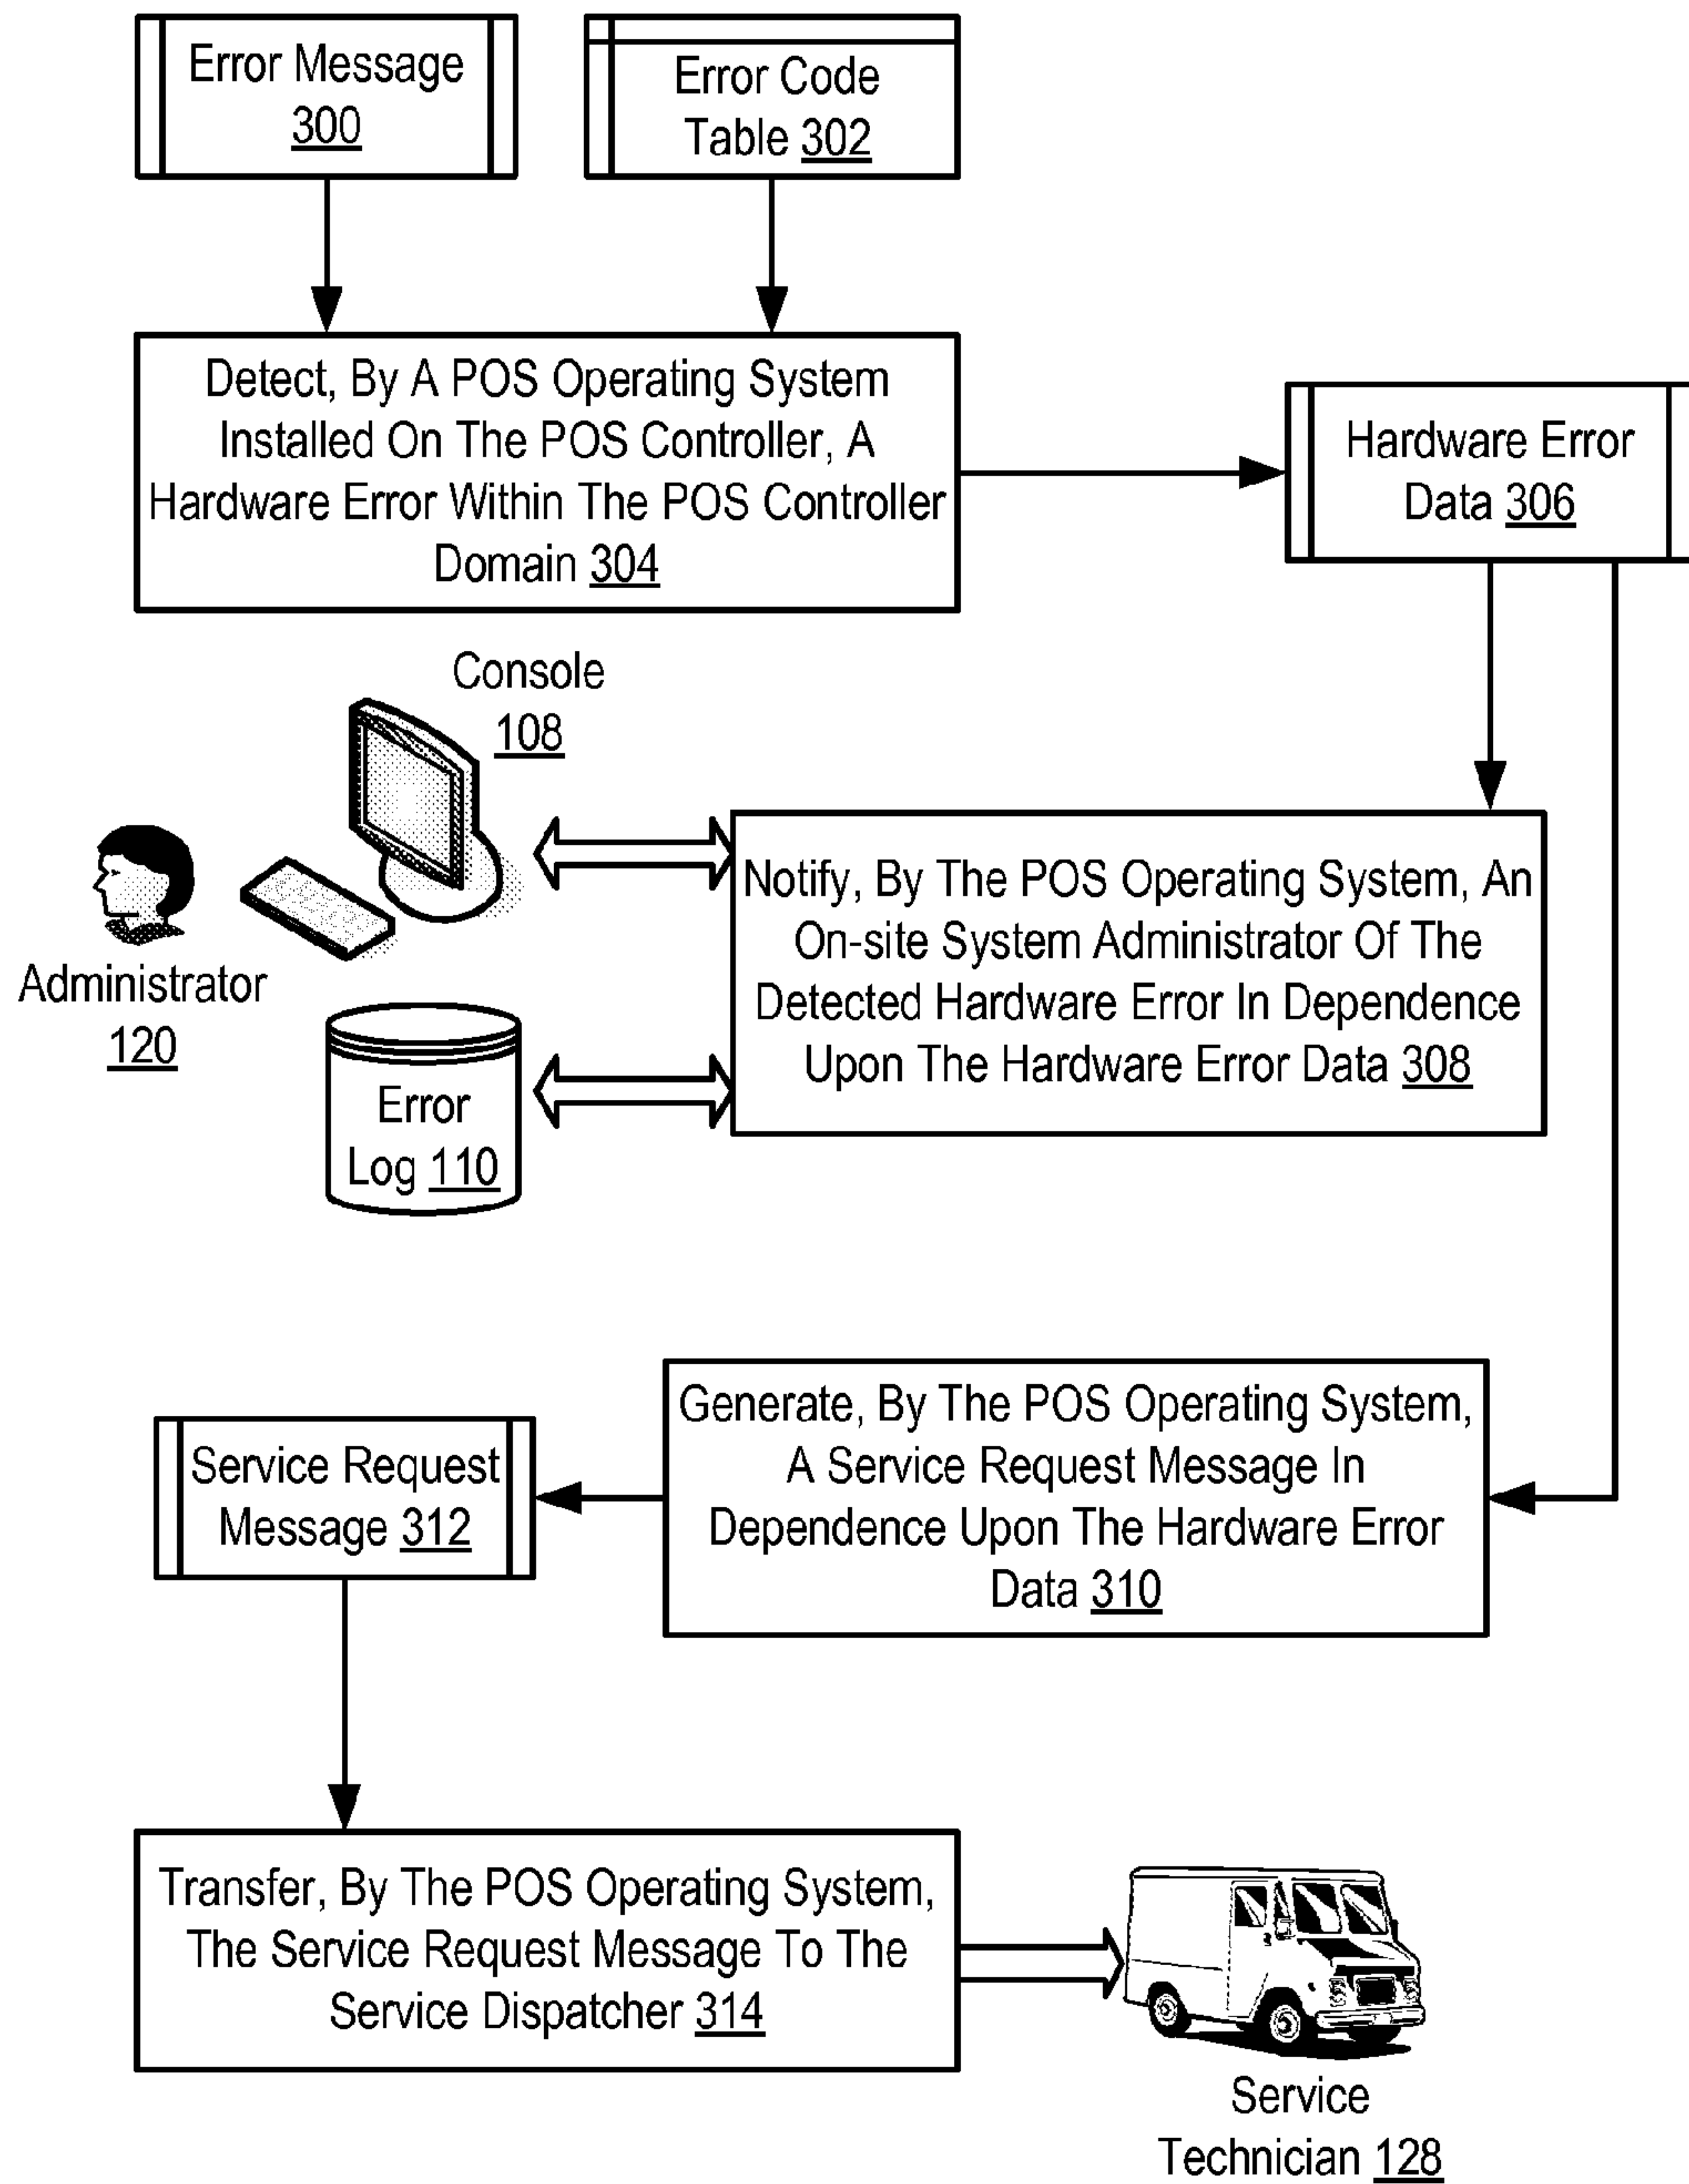 Error Message
300
Error Code
Table 302
Detect, By A POS Operating System
Installed On The POS Controller, A
Hardware Error Within The POS Controller
Domain 304
Hardware Error
Data 306
Console
108
Administrator
120
Error
Log 110
Notify, By The POS Operating System, An
On-site System Administrator Of The
Detected Hardware Error In Dependence
Upon The Hardware Error Data 308
Generate, By The POS Operating System,
A Service Request Message In
Dependence Upon The Hardware Error
Data 310
Service Request
Message 312
Transfer, By The POS Operating System,
The Service Request Message To The
Service Dispatcher 314
Service
Technician 128